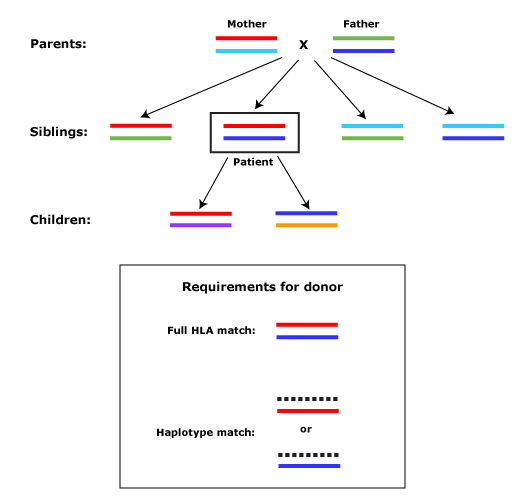 Mother Father
Parents: X
Siblings:
Patient
Children:
Requirements for donor
Full HLA match:
or
Haplotype match: